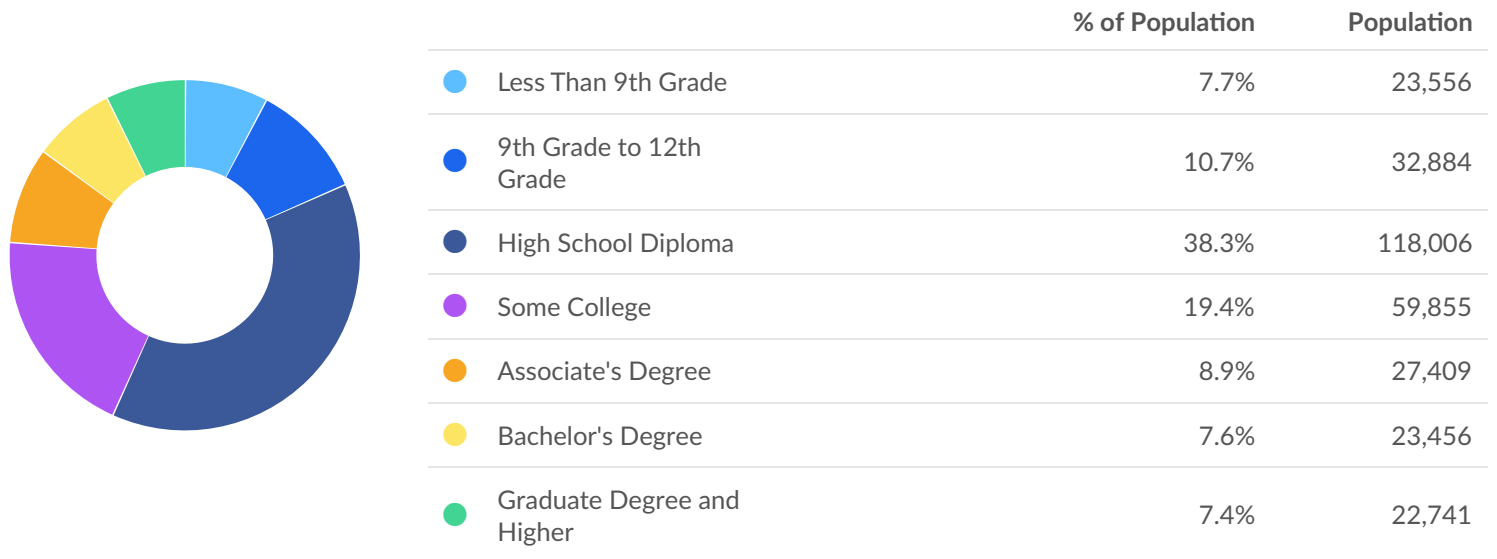 % of Population Population
Less Than 9th Grade 7.7% 23,556
9th Grade to 12th
Grade 10.7% 32,884
High School Diploma 38.3% 118,006
Some College 19.4% 59,855
Associate's Degree 8.9% 27,409
Bachelor's Degree 7.6% 23,456
Graduate Degree and
Higher 7.4% 22,741